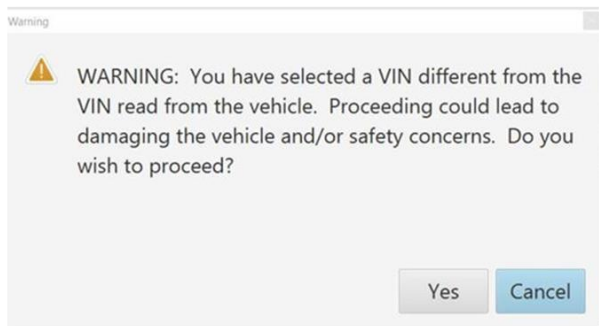 Warning
WARNING:  You have selected a VIN different from the
VIN read from the vehicle.  Proceeding could lead to
damaging the vehicle and/or safety concerns.  Do you
wish to proceed?
Yes
Cancel